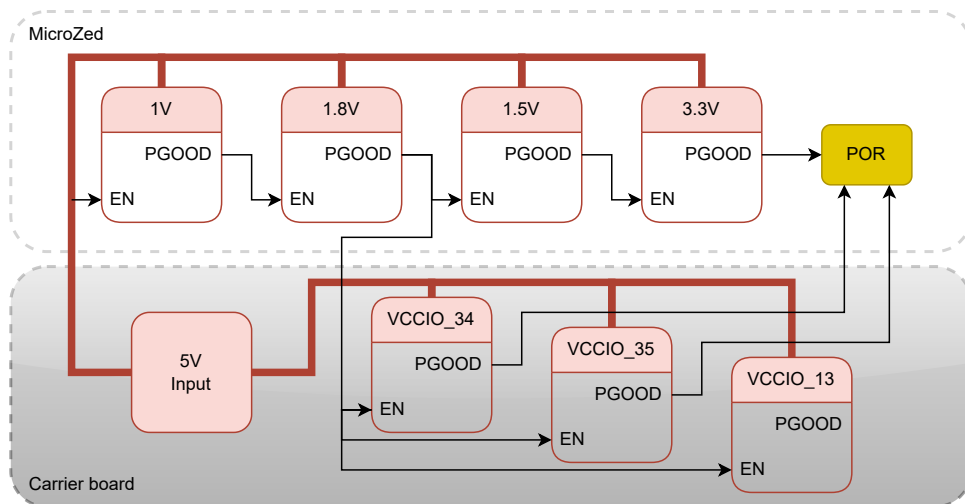 MicroZed
1V
1.8V
1.5V
3.3V
PGOOD
PGOOD
PGOOD
PGOOD
POR
EN
EN
EN
EN
VCCIO_34
VCCIO_35
VCCIO_13
5V
Input
PGOOD
PGOOD
PGOOD
EN
EN
EN
Carrier board